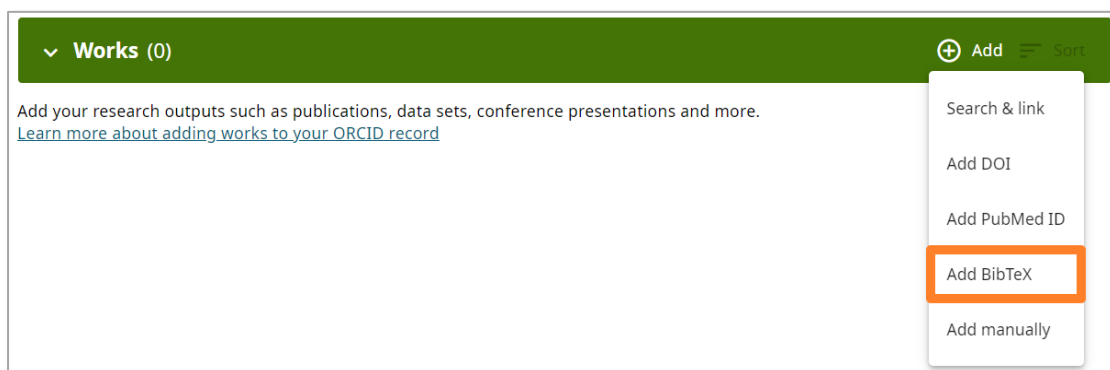 Works (0)
Add
Sort
Add your research outputs such as publications, data sets, conference presentations and more.
Learn more about adding works to your ORCID record
Search & link
Add DOI
Add PubMed ID
Add BibTeX
Add manually